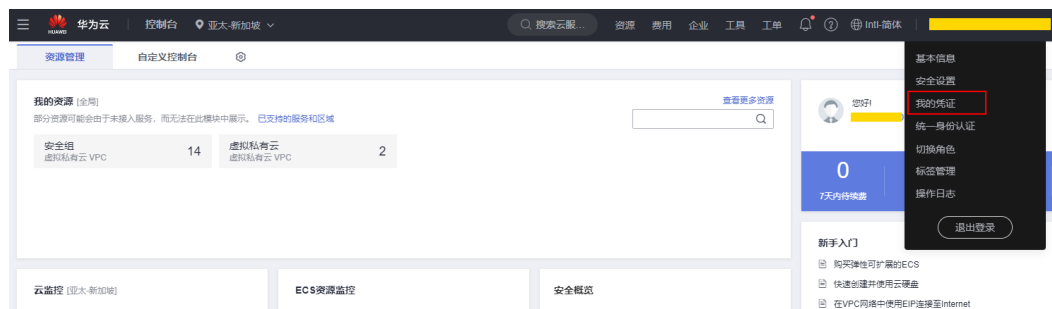 HUAWEI 华为云 控制台 亚太-新加坡 搜索云服... 资源 费用 企业 工具 工单 Intl-简体
资源管理 自定义控制台
我的资源 [全局] 查看更多资源
部分资源可能会由于未接入服务，而无法在此模块中展示。 已支持的服务和区域
安全组 14
虚拟私有云 VPC
虚拟私有云 2
虚拟私有云 VPC
云监控 [亚太-新加坡] ECS资源监控 安全概览
您好!
0
7天内待续费
新手入门
购买弹性可扩展的ECS
快速创建并使用云硬盘
在VPC网络中使用EIP连接至Internet
基本信息
安全设置
我的凭证
统一身份认证
切换角色
标签管理
操作日志
退出登录